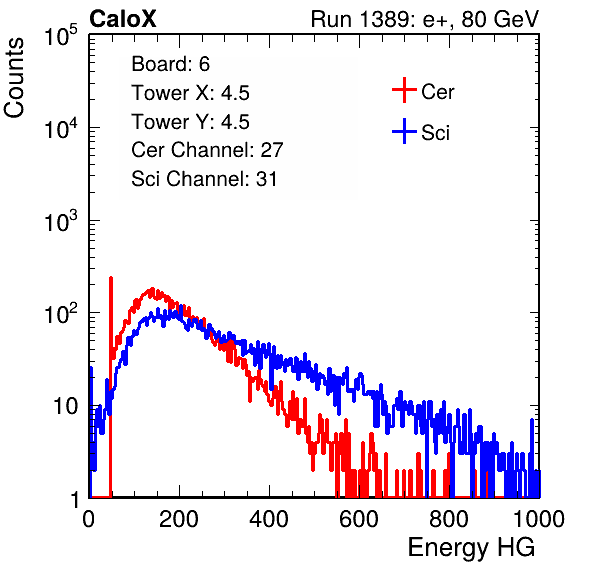 CaloX Run 1389: e+, 80 GeV
Counts
10^5
10^4
10^3
10^2
10
1
Board: 6
Tower X: 4.5
Tower Y: 4.5
Cer Channel: 27
Sci Channel: 31
Cer
Sci
0 200 400 600 800 1000
Energy HG